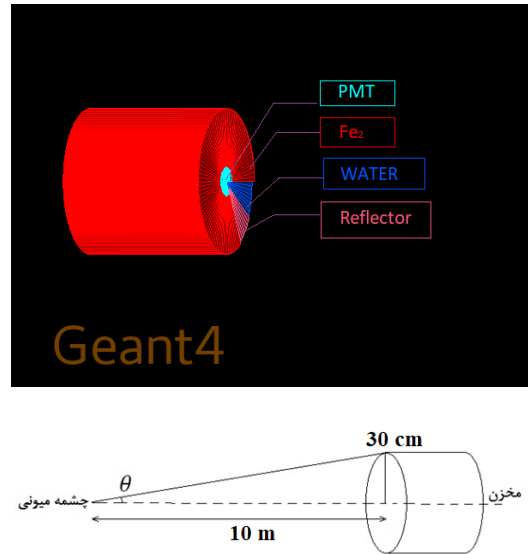 PMT
Fe₂
WATER
Reflector
Geant4
30 cm
θ
چشمه میونی
مخزن
10 m